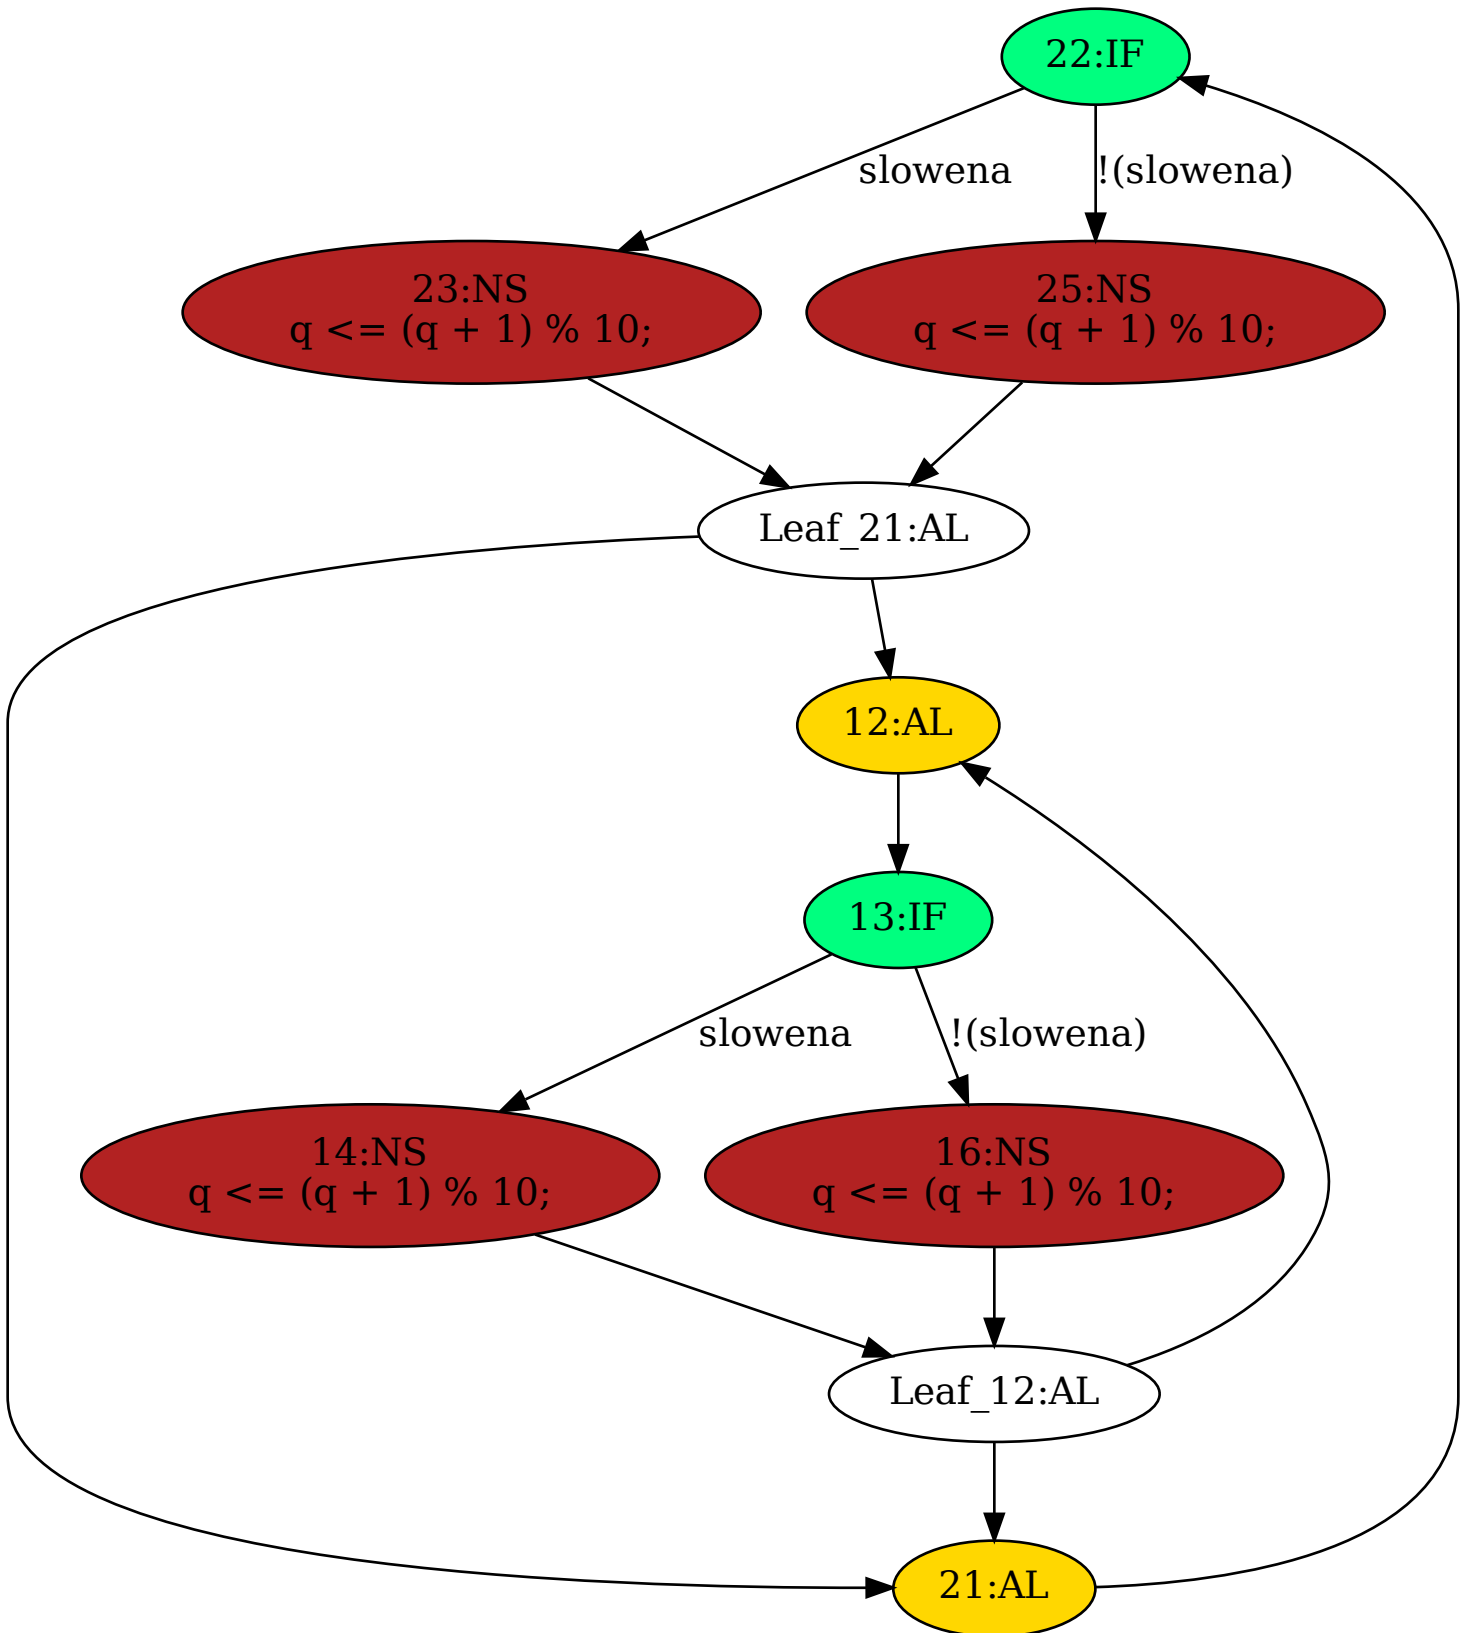 22:IF
slowena
!(slowena)
23:NS
q <= (q + 1) % 10;
25:NS
q <= (q + 1) % 10;
Leaf_21:AL
12:AL
13:IF
slowena
!(slowena)
14:NS
q <= (q + 1) % 10;
16:NS
q <= (q + 1) % 10;
Leaf_12:AL
21:AL